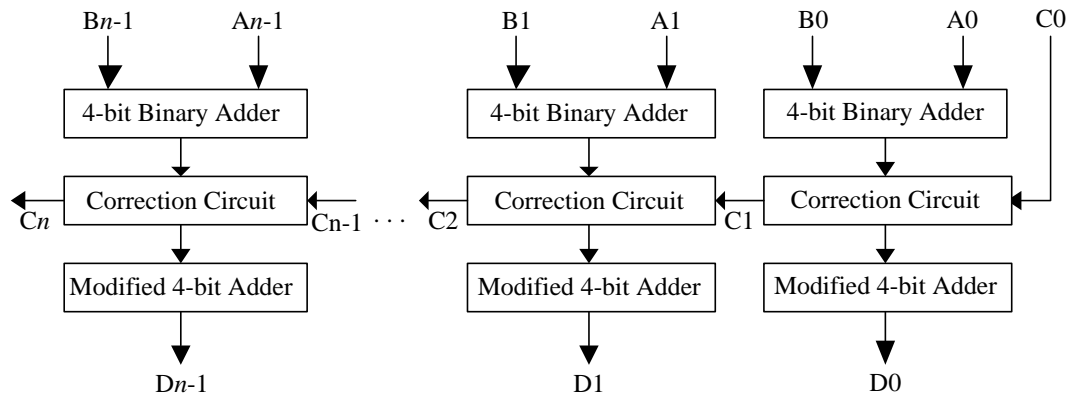 Bn-1 An-1 B1 A1 B0 A0 C0
4-bit Binary Adder 4-bit Binary Adder 4-bit Binary Adder
Correction Circuit Correction Circuit Correction Circuit
Cn Cn-1 . . . C2 C1
Modified 4-bit Adder Modified 4-bit Adder Modified 4-bit Adder
Dn-1 D1 D0